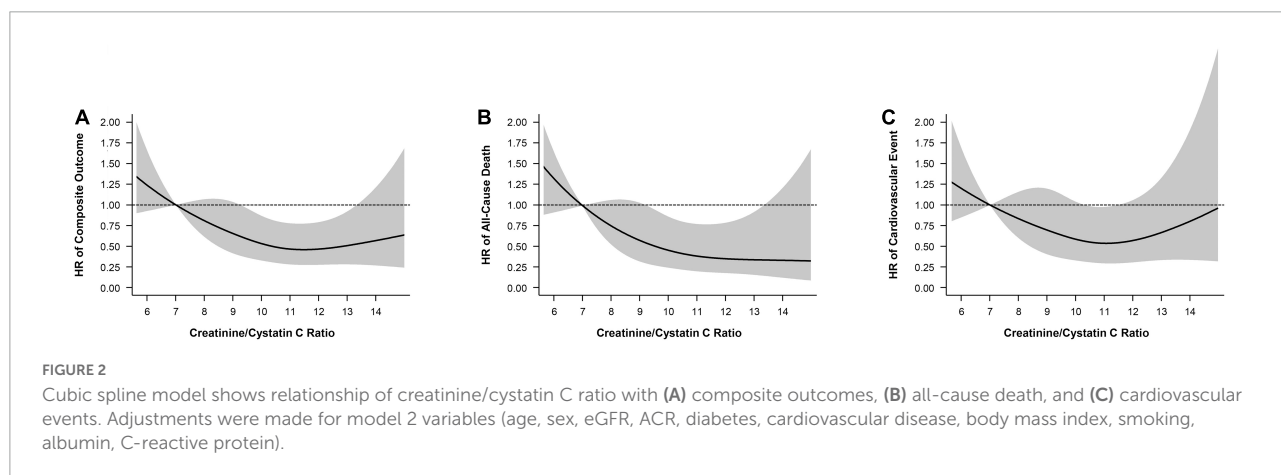 A
HR of Composite Outcome
2.00
1.75
1.50
1.25
1.00
0.75
0.50
0.25
0.00
6 7 8 9 10 11 12 13 14
Creatinine/Cystatin C Ratio
B
HR of All-Cause Death
2.00
1.75
1.50
1.25
1.00
0.75
0.50
0.25
0.00
6 7 8 9 10 11 12 13 14
Creatinine/Cystatin C Ratio
C
HR of Cardiovascular Event
2.00
1.75
1.50
1.25
1.00
0.75
0.50
0.25
0.00
6 7 8 9 10 11 12 13 14
Creatinine/Cystatin C Ratio
FIGURE 2
Cubic spline model shows relationship of creatinine/cystatin C ratio with (A) composite outcomes, (B) all-cause death, and (C) cardiovascular
events. Adjustments were made for model 2 variables (age, sex, eGFR, ACR, diabetes, cardiovascular disease, body mass index, smoking,
albumin, C-reactive protein).